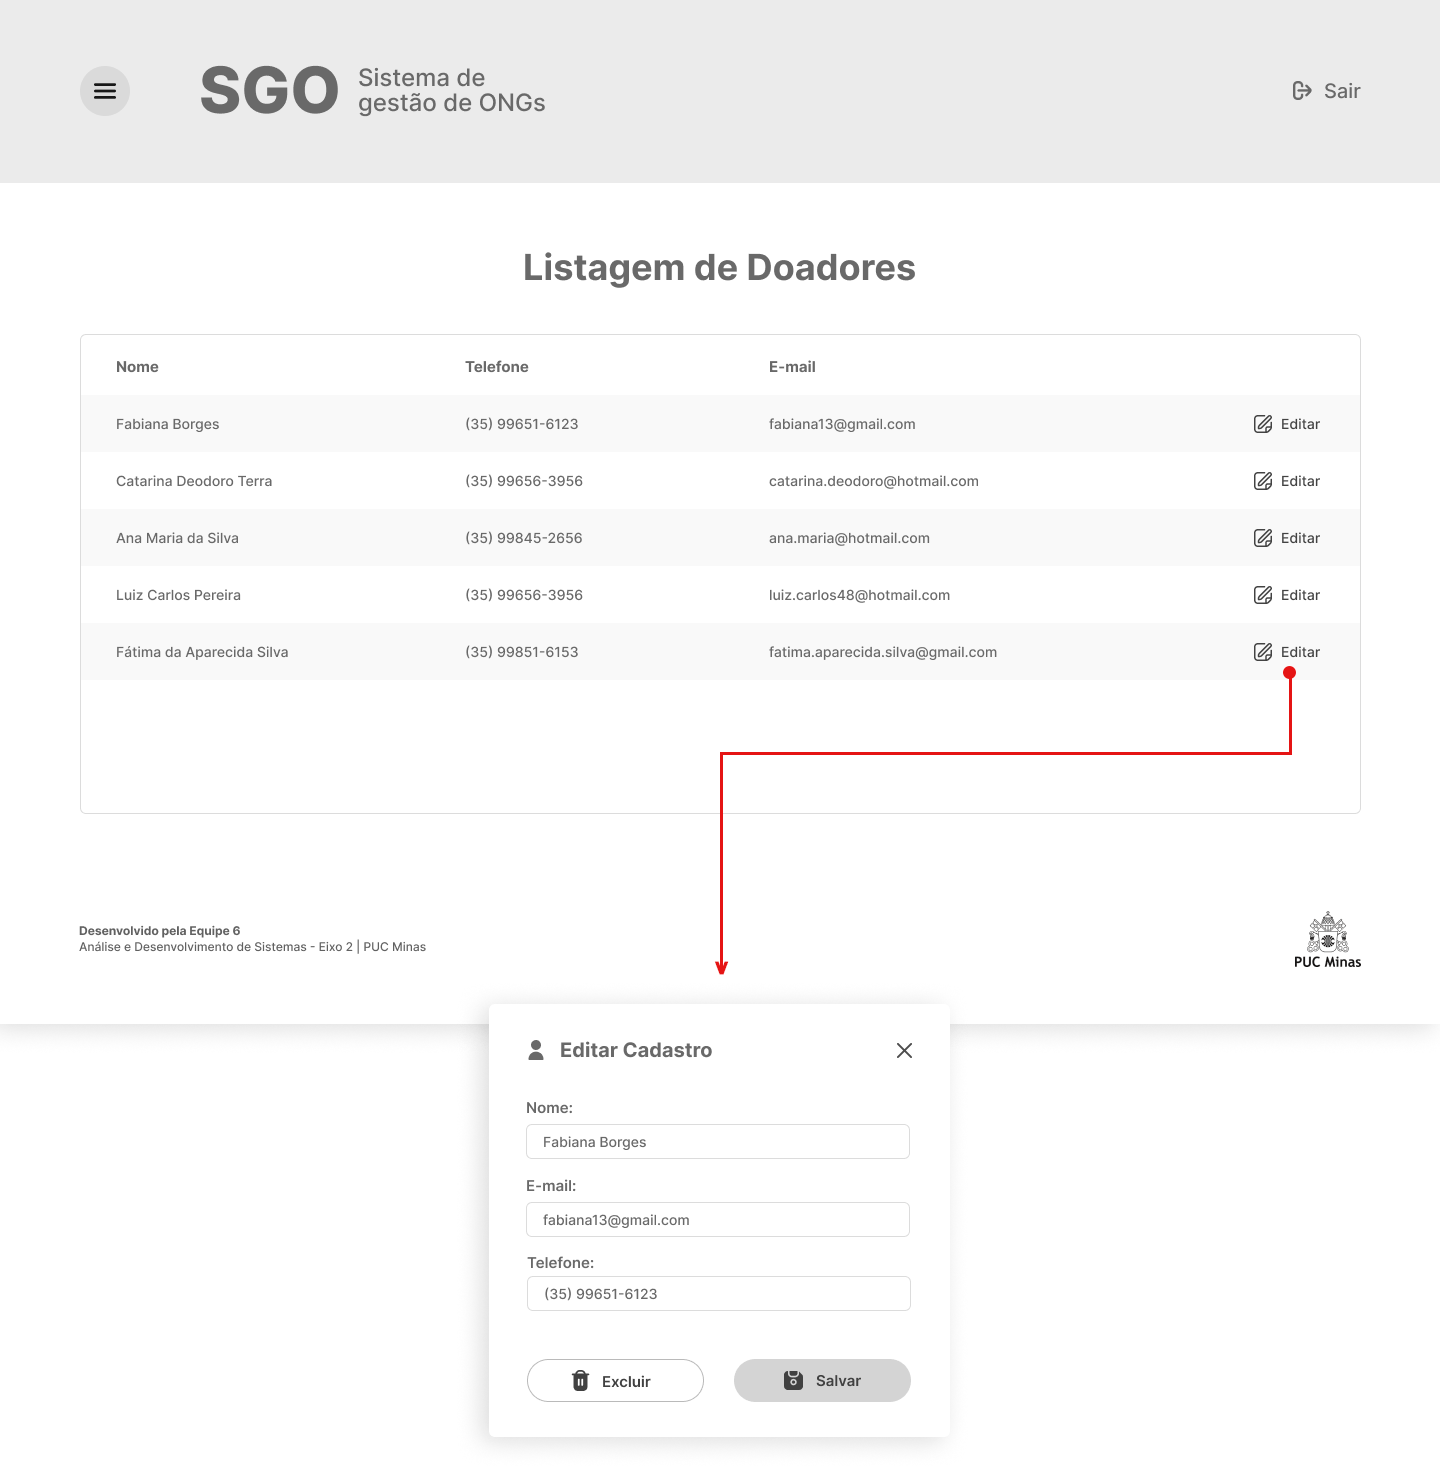 SGO
Sistema de
gestão de ONGs
Sair
Listagem de Doadores
Nome Telefone E-mail
Fabiana Borges (35) 99651-6123 fabiana13@gmail.com Editar
Catarina Deodoro Terra (35) 99656-3956 catarina.deodoro@hotmail.com Editar
Ana Maria da Silva (35) 99845-2656 ana.maria@hotmail.com Editar
Luiz Carlos Pereira (35) 99656-3956 luiz.carlos48@hotmail.com Editar
Fátima da Aparecida Silva (35) 99851-6153 fatima.aparecida.silva@gmail.com Editar
Desenvolvido pela Equipe 6
Análise e Desenvolvimento de Sistemas - Eixo 2 | PUC Minas
PUC Minas
Editar Cadastro
Nome:
Fabiana Borges
E-mail:
fabiana13@gmail.com
Telefone:
(35) 99651-6123
Excluir Salvar